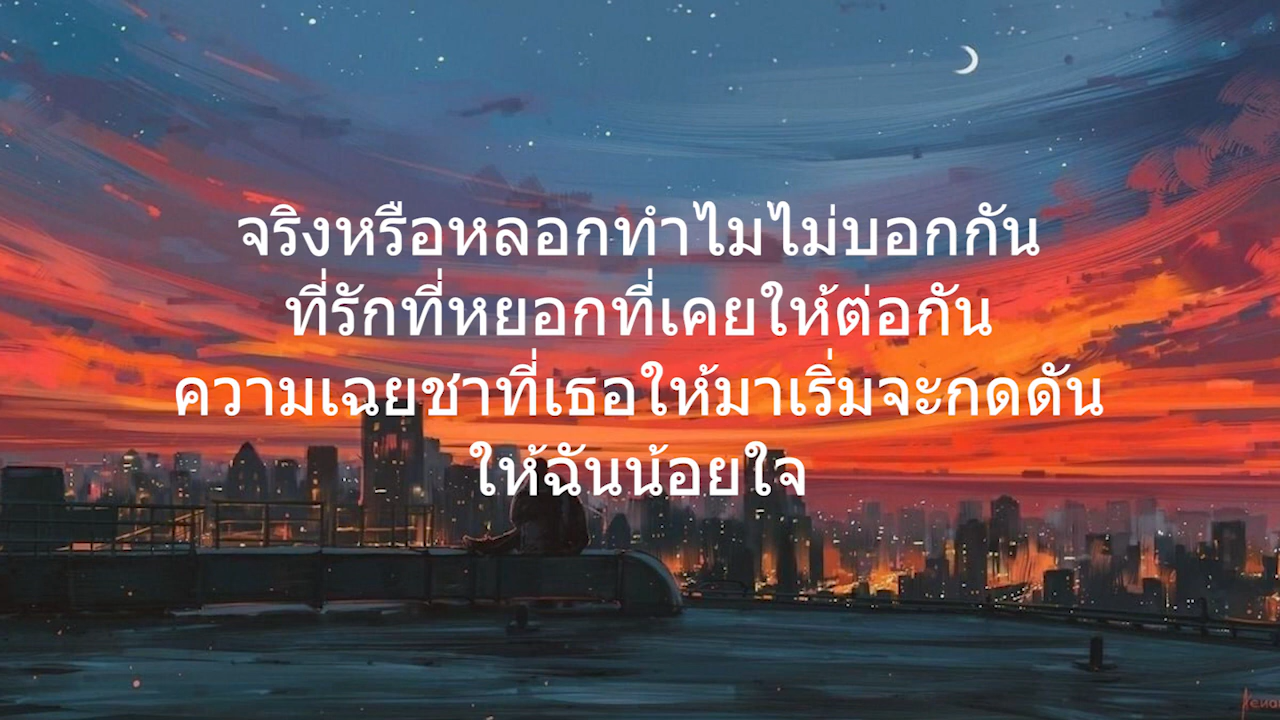 จริงหรือหลอกทำไมไม่บอกกัน
ที่รักที่หยอกที่เคยให้ต่อกัน
ความเฉยชาที่เธอให้มาเริ่มจะกดดัน
ให้ฉันน้อยใจ